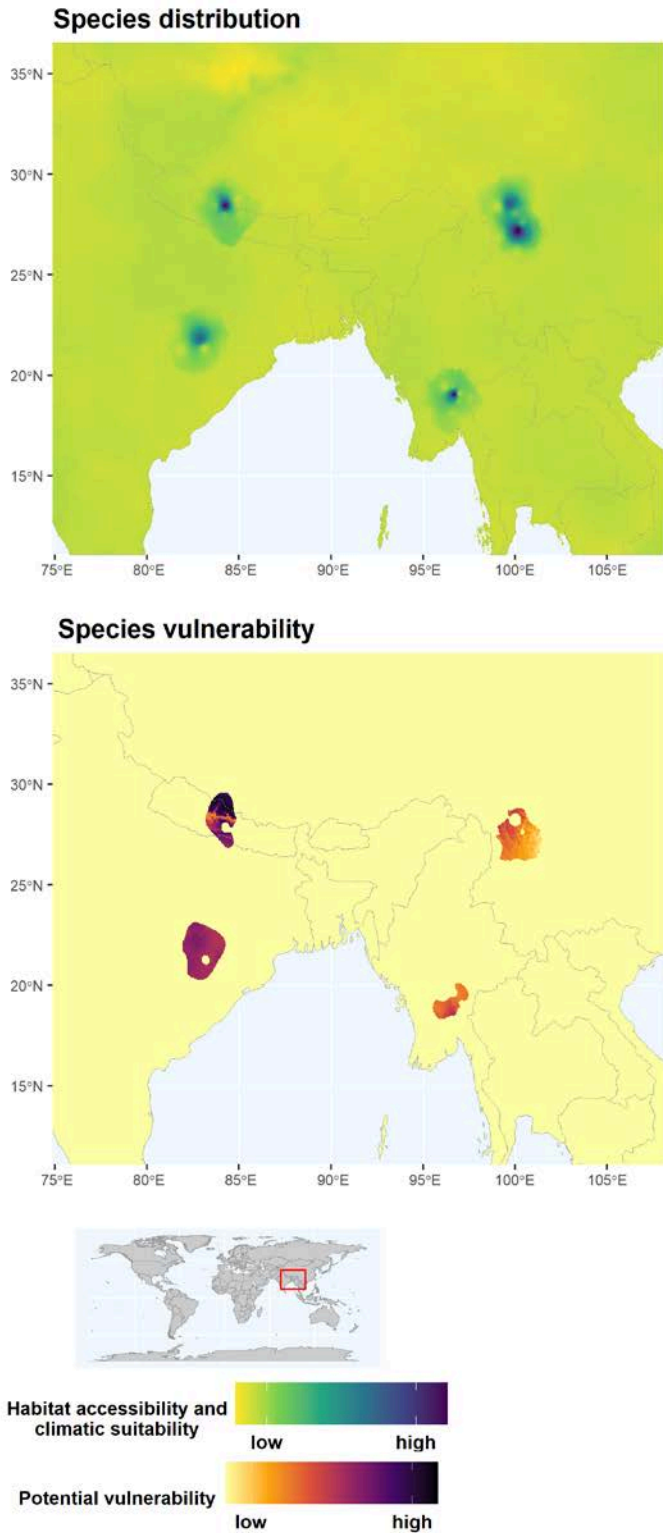 Species distribution
35°N
30°N
25°N
20°N
15°N
75°E 80°E 85°E 90°E 95°E 100°E 105°E
Species vulnerability
35°N
30°N
25°N
20°N
15°N
75°E 80°E 85°E 90°E 95°E 100°E 105°E
Habitat accessibility and
climatic suitability
low high
Potential vulnerability
low high